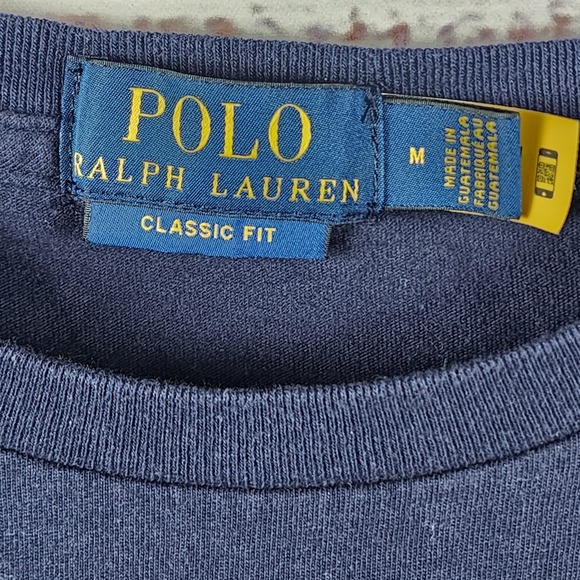 POLO
RALPH LAUREN
CLASSIC FIT
M
MADE IN
GUATEMALA
FABRIQUÉ AU
GUATEMALA